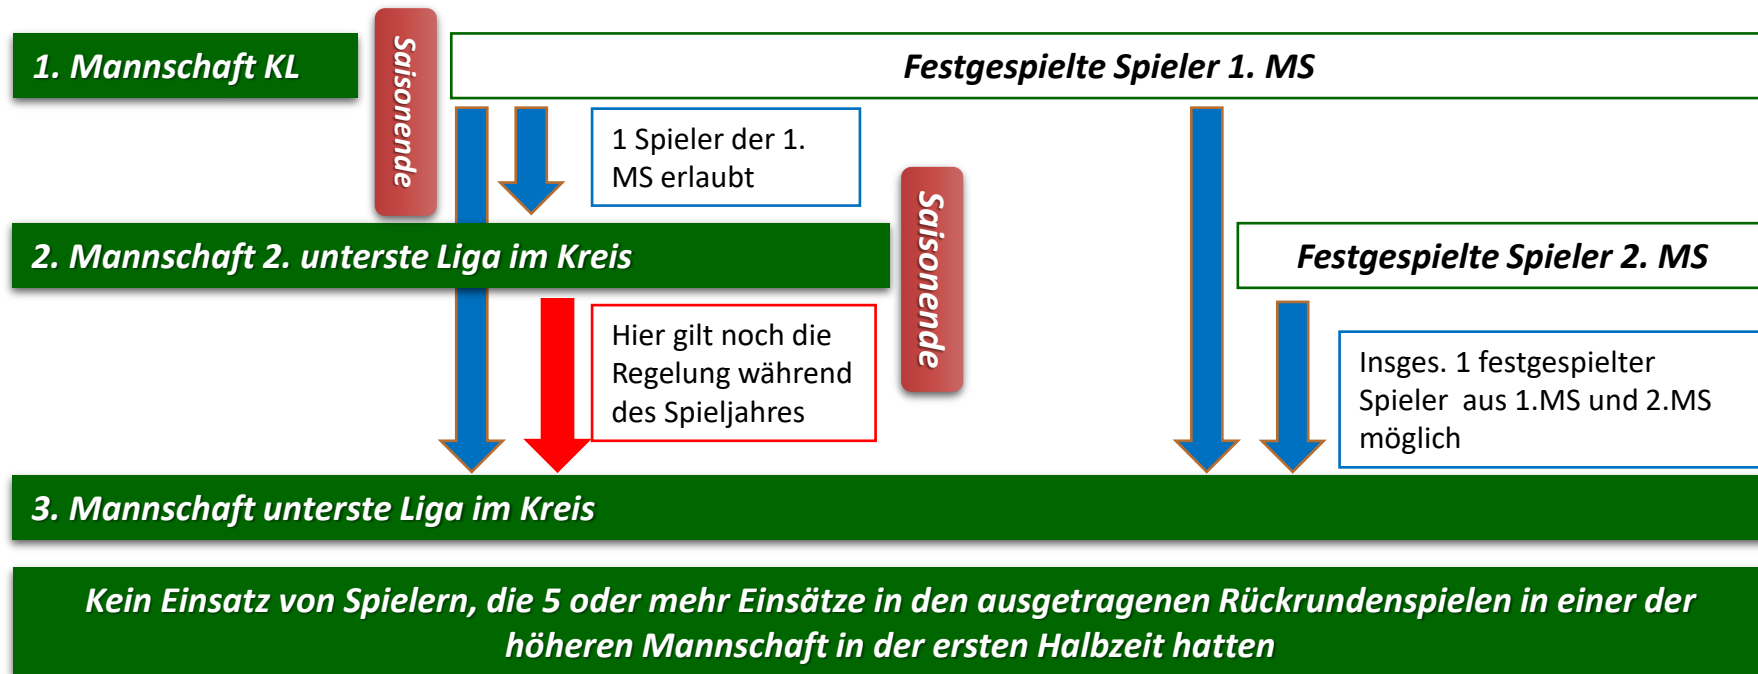 1. Mannschaft KL
Saisonende
Festgespielte Spieler 1. MS
1 Spieler der 1.
MS erlaubt
2. Mannschaft 2. unterste Liga im Kreis
Saisonende
Festgespielte Spieler 2. MS
Hier gilt noch die
Regelung während
des Spieljahres
Insges. 1 festgespielter
Spieler aus 1.MS und 2.MS
möglich
3. Mannschaft unterste Liga im Kreis
Kein Einsatz von Spielern, die 5 oder mehr Einsätze in den ausgetragenen Rückrundenspielen in einer der
höheren Mannschaft in der ersten Halbzeit hatten